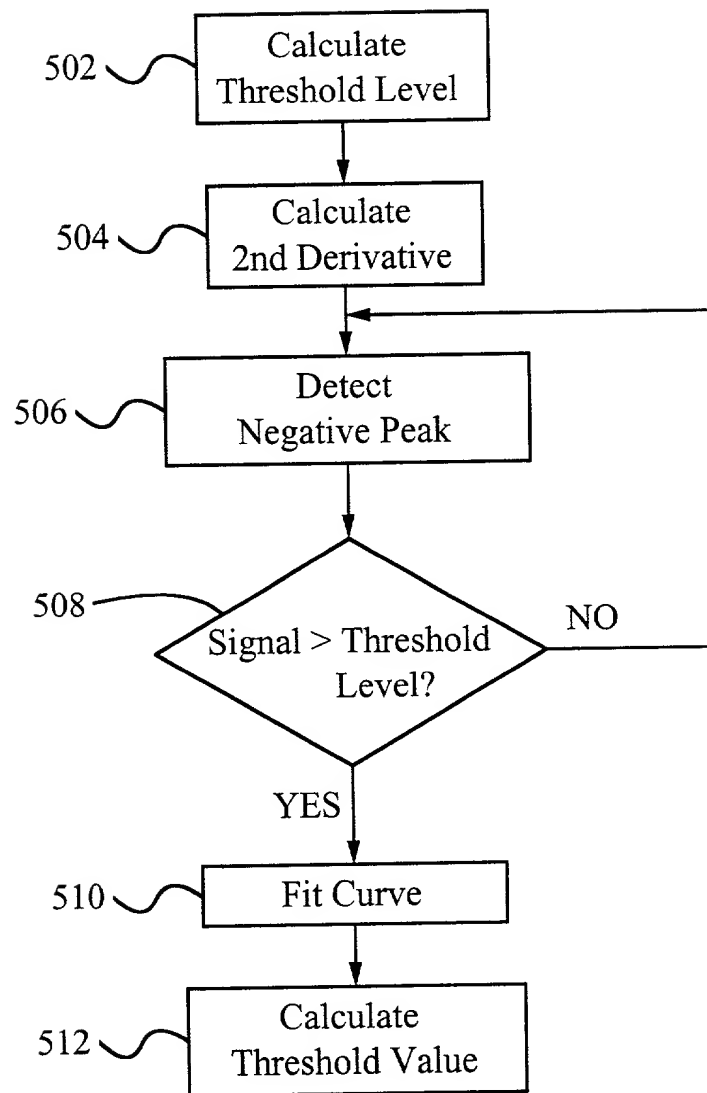 502
Calculate
Threshold Level
504
Calculate
2nd Derivative
506
Detect
Negative Peak
508
Signal > Threshold
Level?
NO
YES
510
Fit Curve
512
Calculate
Threshold Value